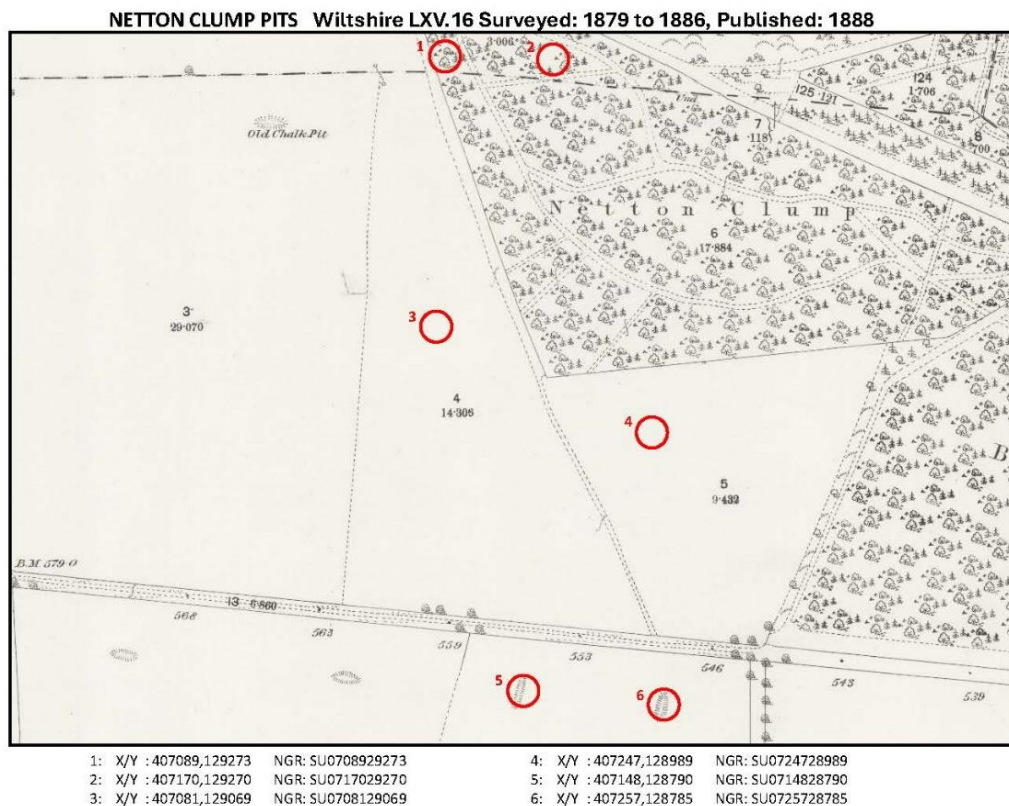 NETTON CLUMP PITS Wiltshire LXV.16 Surveyed: 1879 to 1886, Published: 1888
1
3·006
2
124
1·706
125 ·121
Und
7
·118
8
·700
Old Chalk Pit
Netton Clump
6
17·884
3
29·070
3
4
14·306
4
5
9·432
B
B.M 579·0
13 6·860
568
563
559
553
546
543
539
5
6
1: X/Y : 407089,129273 NGR: SU0708929273
2: X/Y : 407170,129270 NGR: SU0717029270
3: X/Y : 407081,129069 NGR: SU0708129069
4: X/Y : 407247,128989 NGR: SU0724728989
5: X/Y : 407148,128790 NGR: SU0714828790
6: X/Y : 407257,128785 NGR: SU0725728785